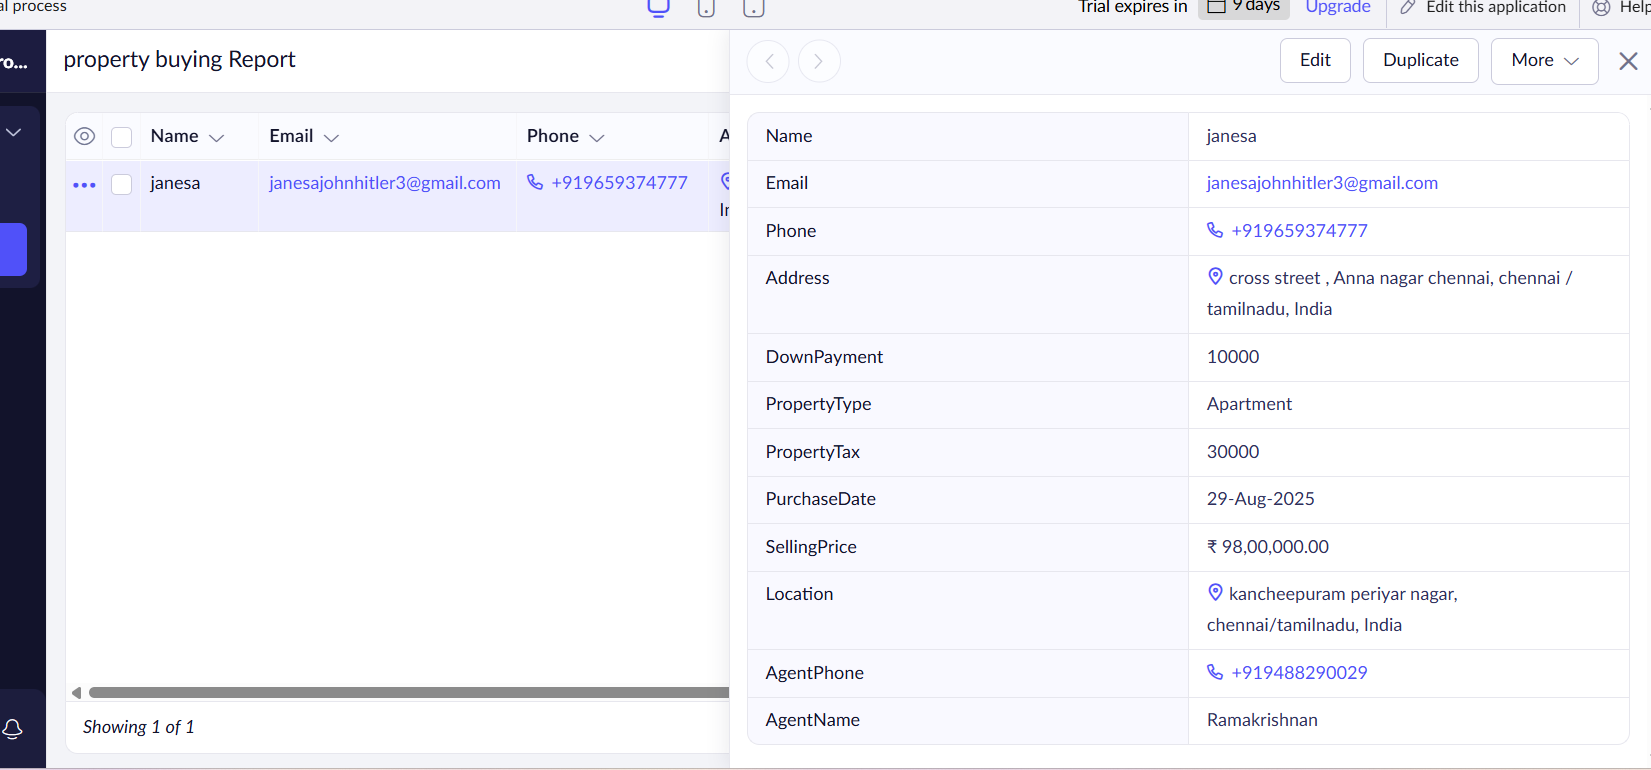 al process
Trial expires in 9 days Upgrade Edit this application Help
ro...
property buying Report
Edit Duplicate More
Name Email Phone A
janesa janesajohnhitler3@gmail.com +919659374777
In
Showing 1 of 1
Name janesa
Email janesajohnhitler3@gmail.com
Phone +919659374777
Address cross street , Anna nagar chennai, chennai /
tamilnadu, India
DownPayment 10000
PropertyType Apartment
PropertyTax 30000
PurchaseDate 29-Aug-2025
SellingPrice ₹ 98,00,000.00
Location kancheepuram periyar nagar,
chennai/tamilnadu, India
AgentPhone +919488290029
AgentName Ramakrishnan